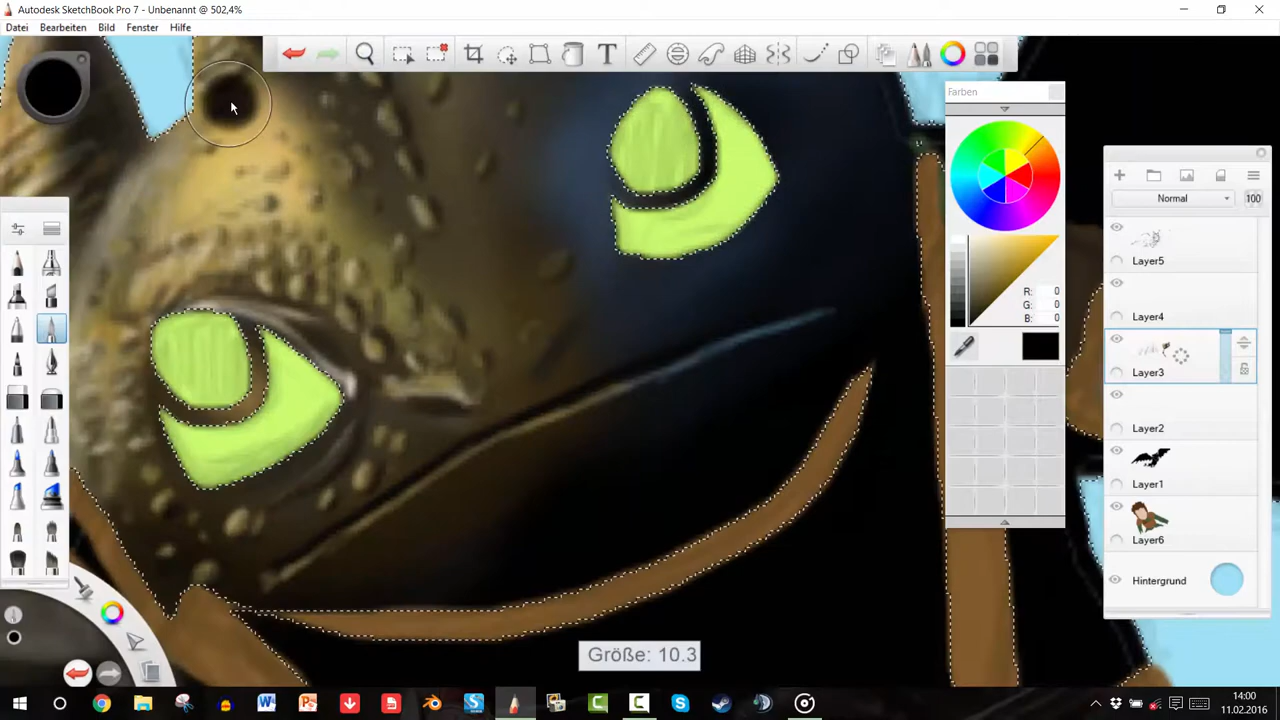 Autodesk SketchBook Pro 7 - Unbenannt @ 502,4%
Datei Bearbeiten Bild Fenster Hilfe
T
Farben
R: 0
G: 0
B: 0
Normal 100
Layer5
Layer4
Layer3
Layer2
Layer1
Layer6
Hintergrund
Größe: 10.3
14:00
11.02.2016